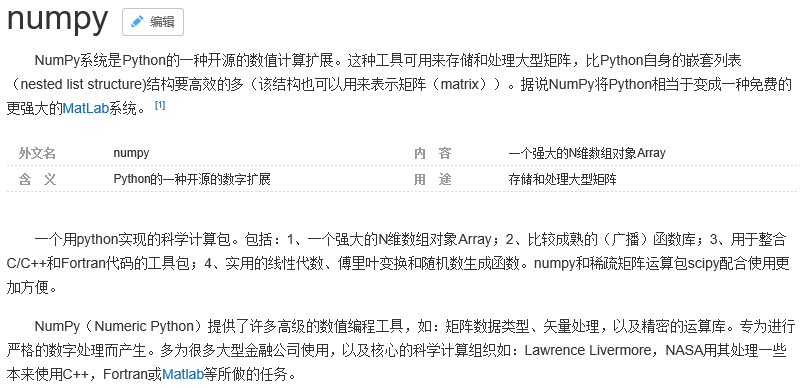 numpy 编辑
NumPy系统是Python的一种开源的数值计算扩展。这种工具可用来存储和处理大型矩阵，比Python自身的嵌套列表
（nested list structure)结构要高效的多（该结构也可以用来表示矩阵（matrix））。据说NumPy将Python相当于变成一种免费的
更强大的MatLab系统。 [1]
外文名 numpy 内 容 一个强大的N维数组对象Array
含 义 Python的一种开源的数字扩展 用 途 存储和处理大型矩阵
一个用python实现的科学计算包。包括：1、一个强大的N维数组对象Array；2、比较成熟的（广播）函数库；3、用于整合
C/C++和Fortran代码的工具包；4、实用的线性代数、傅里叶变换和随机数生成函数。numpy和稀疏矩阵运算包scipy配合使用更
加方便。
NumPy（Numeric Python）提供了许多高级的数值编程工具，如：矩阵数据类型、矢量处理，以及精密的运算库。专为进行
严格的数字处理而产生。多为很多大型金融公司使用，以及核心的科学计算组织如：Lawrence Livermore，NASA用其处理一些
本来使用C++，Fortran或Matlab等所做的任务。